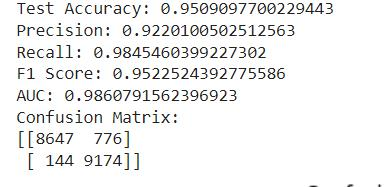 Test Accuracy: 0.9509097700229443
Precision: 0.9220100502512563
Recall: 0.9845460399227302
F1 Score: 0.9522524392775586
AUC: 0.9860791562396923
Confusion Matrix:
[[8647  776]
 [ 144 9174]]